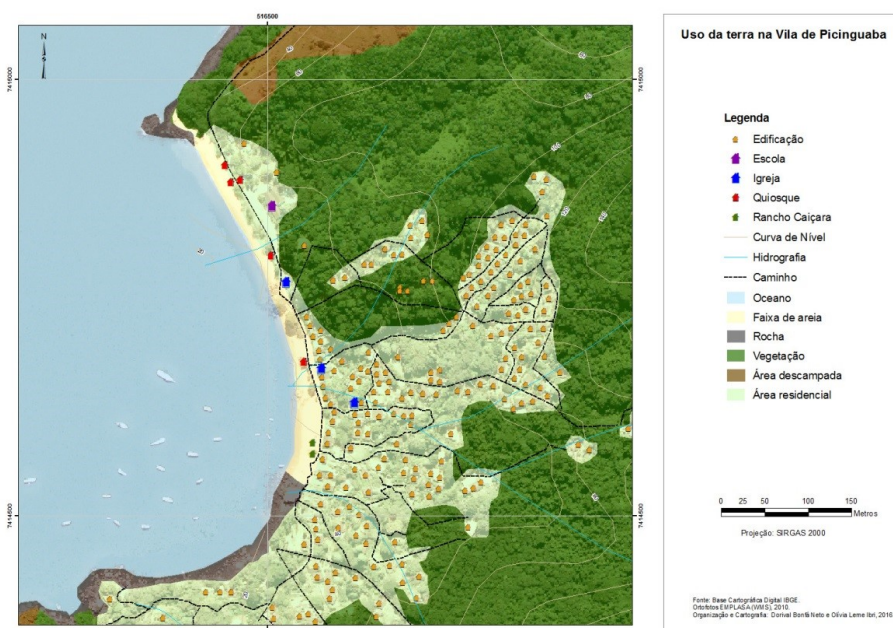 516500
N
7415000
7414500
516500
Uso da terra na Vila de Picinguaba
Legenda
Edificação
Escola
Igreja
Quiosque
Rancho Caiçara
Curva de Nível
Hidrografia
Caminho
Oceano
Faixa de areia
Rocha
Vegetação
Área descampada
Área residencial
0 25 50 100 150
Metros
Projeção: SIRGAS 2000
Fonte: Base Cartográfica Digital IBGE.
Ortofotos EMPLASA (WMS), 2010.
Organização e Cartografia: Dorival Bonfá Neto e Olívia Leme Ibri, 2016